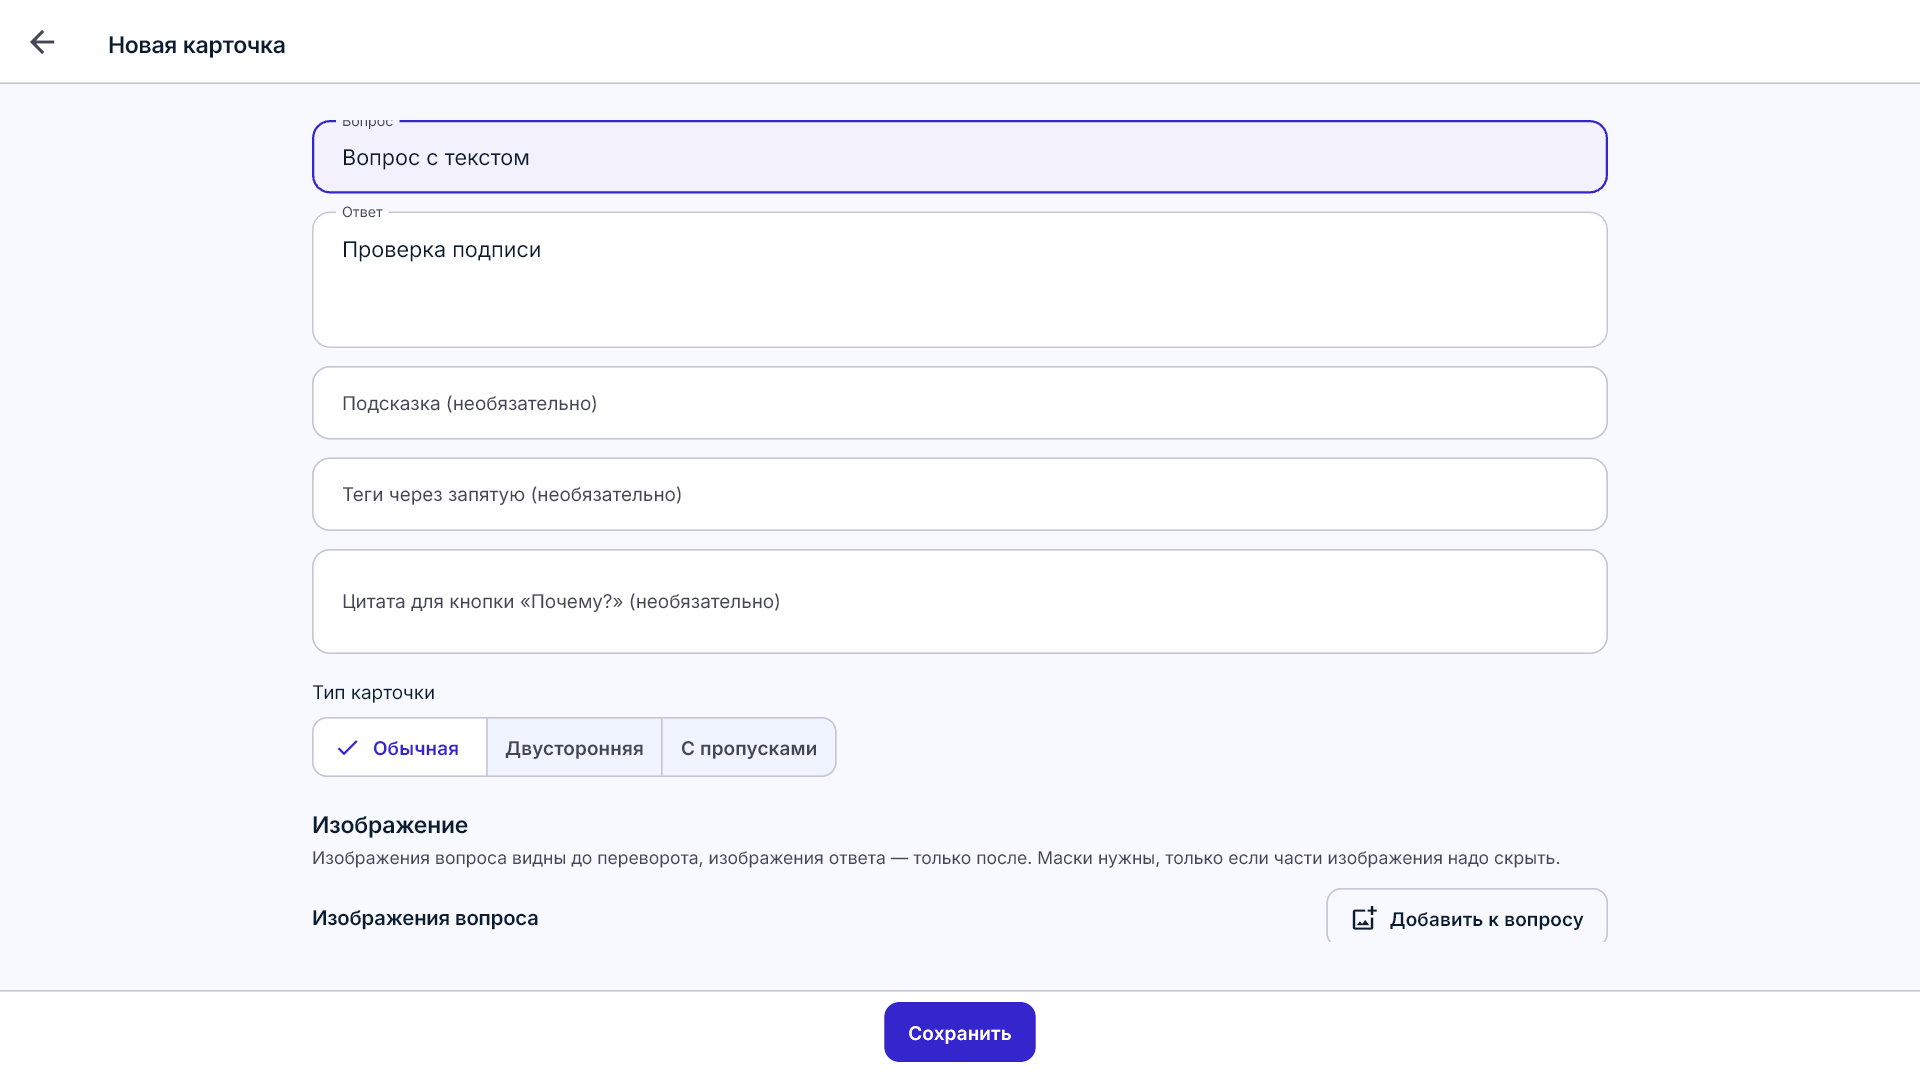 Новая карточка
Вопрос
Вопрос с текстом
Ответ
Проверка подписи
Подсказка (необязательно)
Теги через запятую (необязательно)
Цитата для кнопки «Почему?» (необязательно)
Тип карточки
Обычная Двусторонняя С пропусками
Изображение
Изображения вопроса видны до переворота, изображения ответа — только после. Маски нужны, только если части изображения надо скрыть.
Изображения вопроса Добавить к вопросу
Сохранить